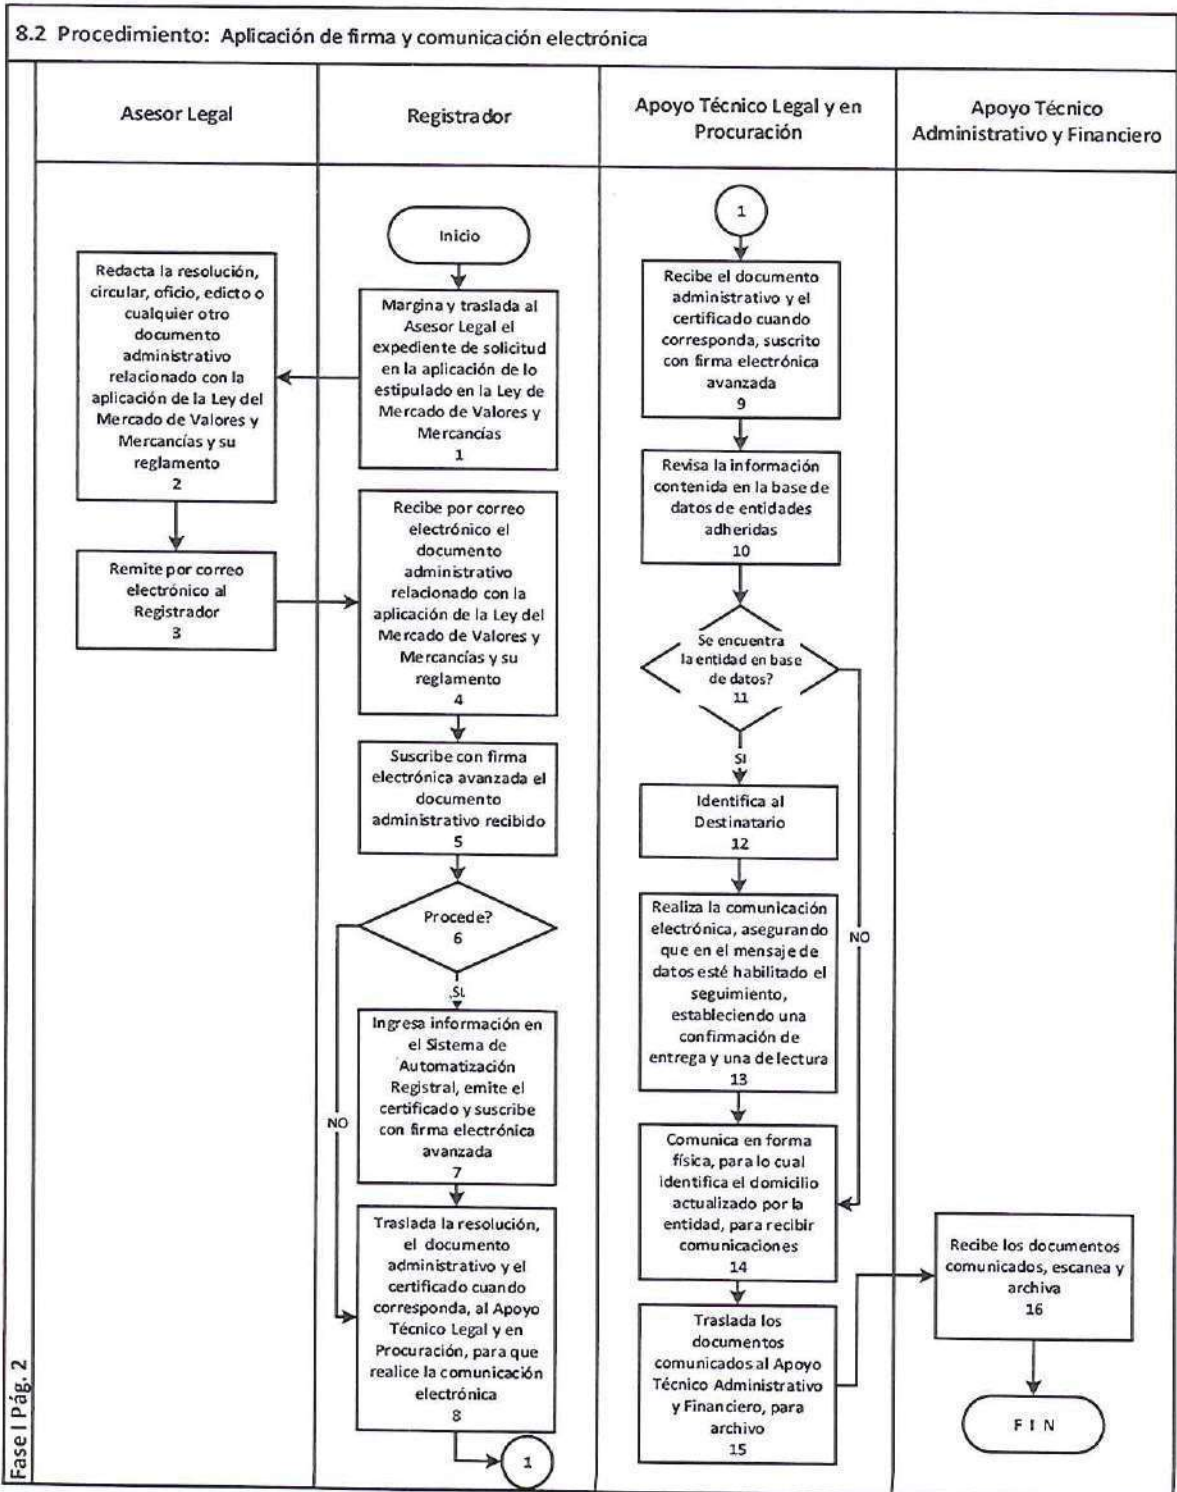 8.2 Procedimiento: Aplicación de firma y comunicación electrónica
Asesor Legal
Registrador
Apoyo Técnico Legal y en
Procuración
Apoyo Técnico
Administrativo y Financiero
Redacta la resolución,
circular, oficio, edicto o
cualquier otro
documento
administrativo
relacionado con la
aplicación de la Ley del
Mercado de Valores y
Mercancías y su
reglamento
2
Remite por correo
electrónico al
Registrador
3
Inicio
Margina y traslada al
Asesor Legal el
expediente de solicitud
en la aplicación de lo
estipulado en la Ley de
Mercado de Valores y
Mercancías
1
Recibe por correo
electrónico el
documento
administrativo
relacionado con la
aplicación de la Ley del
Mercado de Valores y
Mercancías y su
reglamento
4
Suscribe con firma
electrónica avanzada el
documento
administrativo recibido
5
Procede?
6
SI
NO
Ingresa información en
el Sistema de
Automatización
Registral, emite el
certificado y suscribe
con firma electrónica
avanzada
7
Traslada la resolución,
el documento
administrativo y el
certificado cuando
corresponda, al Apoyo
Técnico Legal y en
Procuración, para que
realice la comunicación
electrónica
8
1
1
Recibe el documento
administrativo y el
certificado cuando
corresponda, suscrito
con firma electrónica
avanzada
9
Revisa la información
contenida en la base de
datos de entidades
adheridas
10
Se encuentra
la entidad en base
de datos?
11
SI
NO
Identifica al
Destinatario
12
Realiza la comunicación
electrónica, asegurando
que en el mensaje de
datos esté habilitado el
seguimiento,
estableciendo una
confirmación de
entrega y una de lectura
13
Comunica en forma
física, para lo cual
identifica el domicilio
actualizado por la
entidad, para recibir
comunicaciones
14
Traslada los
documentos
comunicados al Apoyo
Técnico Administrativo
y Financiero, para
archivo
15
Recibe los documentos
comunicados, escanea y
archiva
16
F I N
Fase I Pág. 2